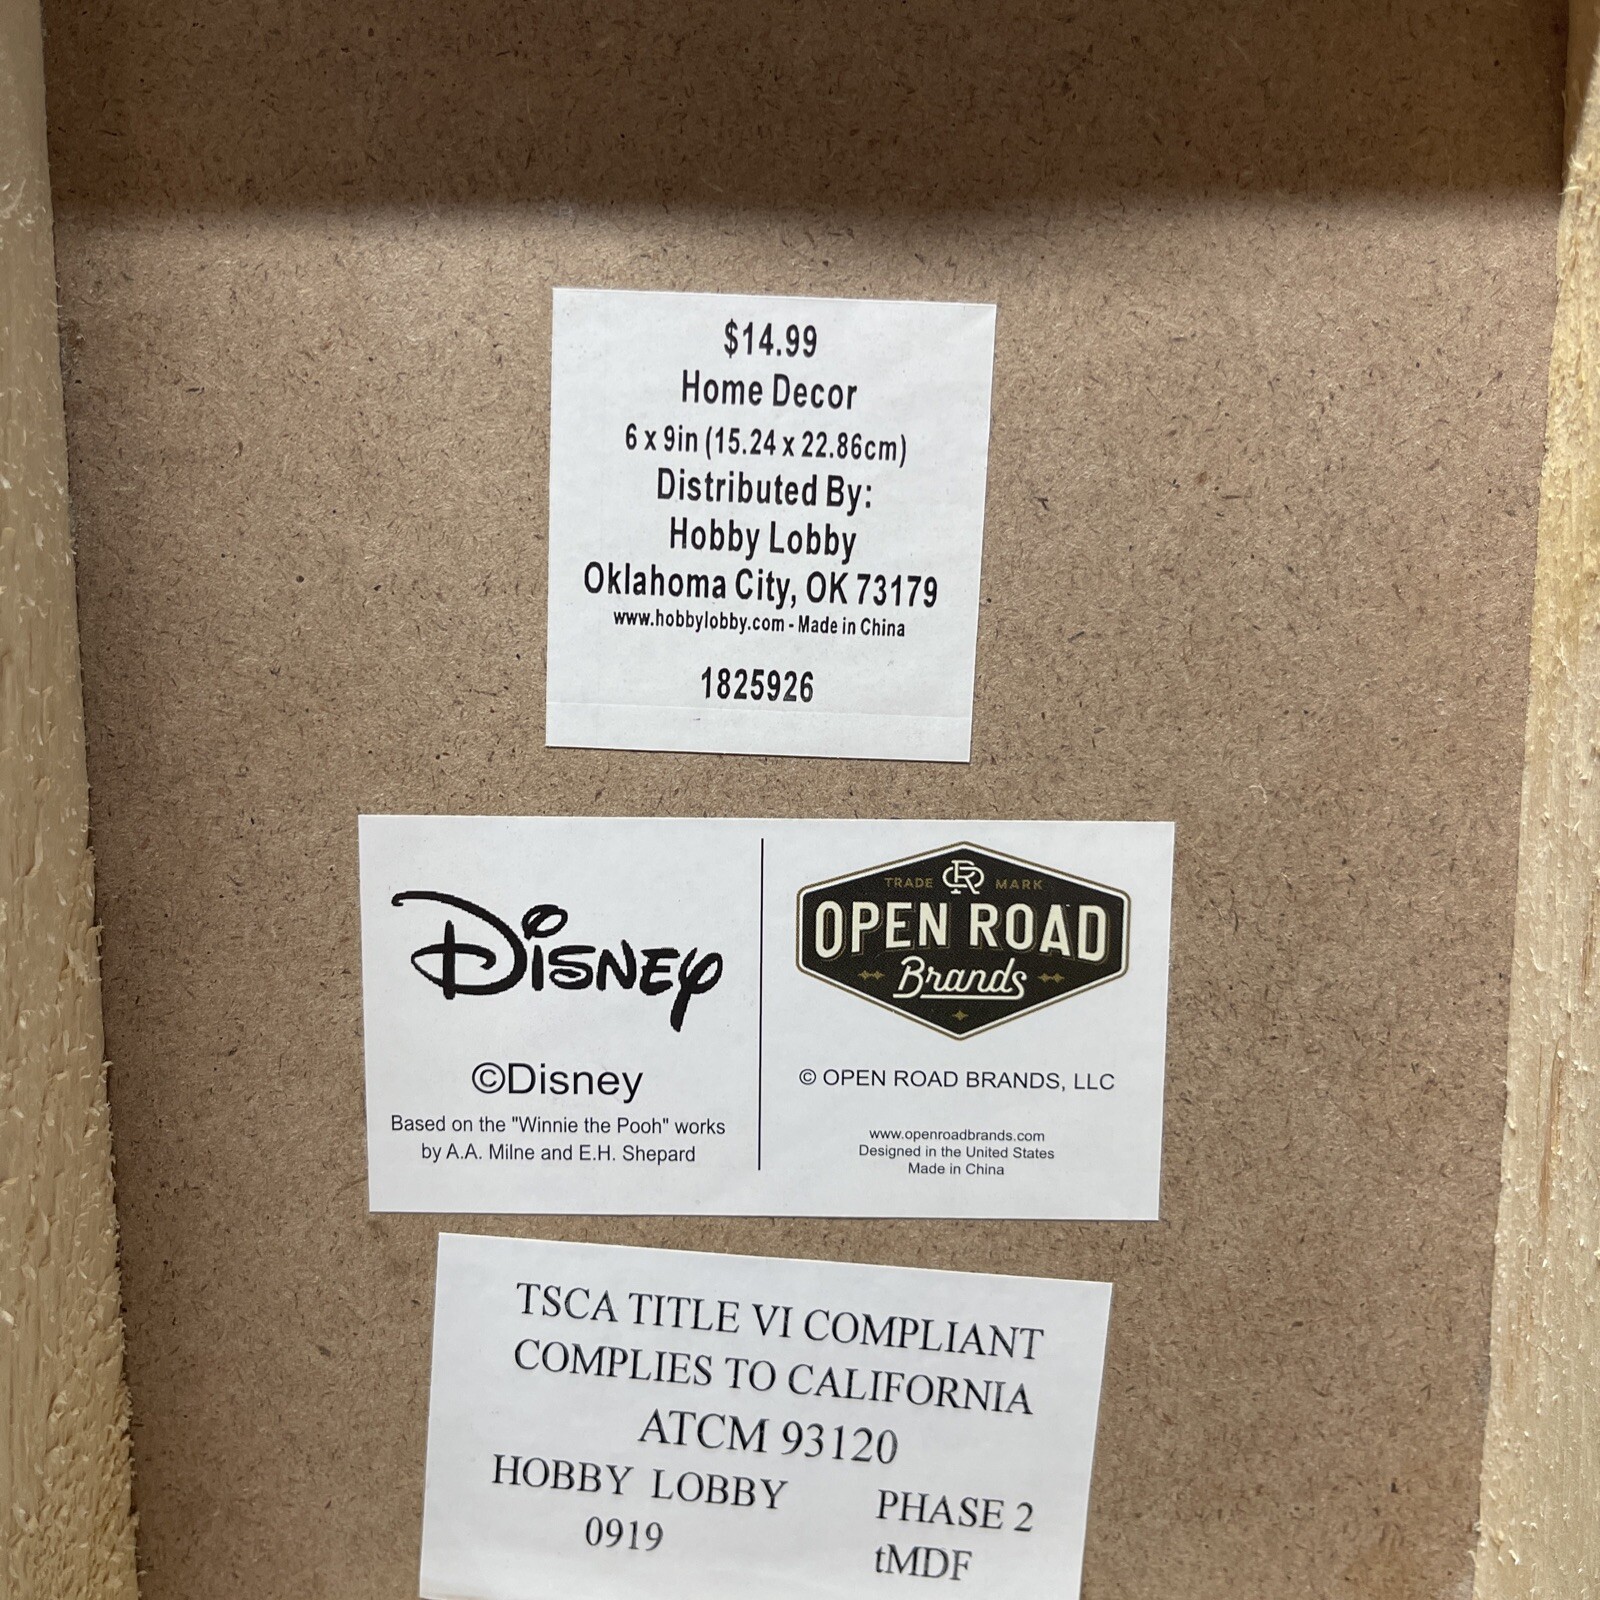 $14.99
Home Decor
6 x 9in (15.24 x 22.86cm)
Distributed By:
Hobby Lobby
Oklahoma City, OK 73179
www.hobbylobby.com - Made in China
1825926
Disney
©Disney
Based on the "Winnie the Pooh" works
by A.A. Milne and E.H. Shepard
TRADE MARK
OPEN ROAD
Brands
© OPEN ROAD BRANDS, LLC
www.openroadbrands.com
Designed in the United States
Made in China
TSCA TITLE VI COMPLIANT
COMPLIES TO CALIFORNIA
ATCM 93120
HOBBY LOBBY PHASE 2
0919 tMDF